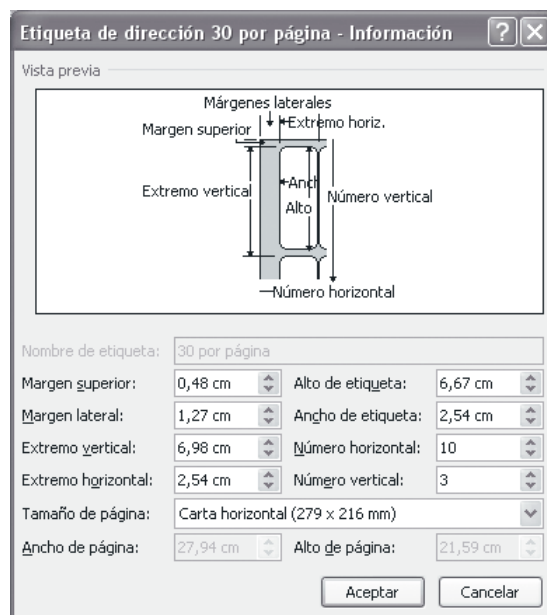 Etiqueta de dirección 30 por página - Información
Vista previa
Márgenes laterales
Extremo horiz.
Margen superior
Extremo vertical
Anch
Alto
Número vertical
Número horizontal
Nombre de etiqueta: 30 por página
Margen superior: 0,48 cm Alto de etiqueta: 6,67 cm
Margen lateral: 1,27 cm Ancho de etiqueta: 2,54 cm
Extremo vertical: 6,98 cm Número horizontal: 10
Extremo horizontal: 2,54 cm Número vertical: 3
Tamaño de página: Carta horizontal (279 x 216 mm)
Ancho de página: 27,94 cm Alto de página: 21,59 cm
Aceptar Cancelar